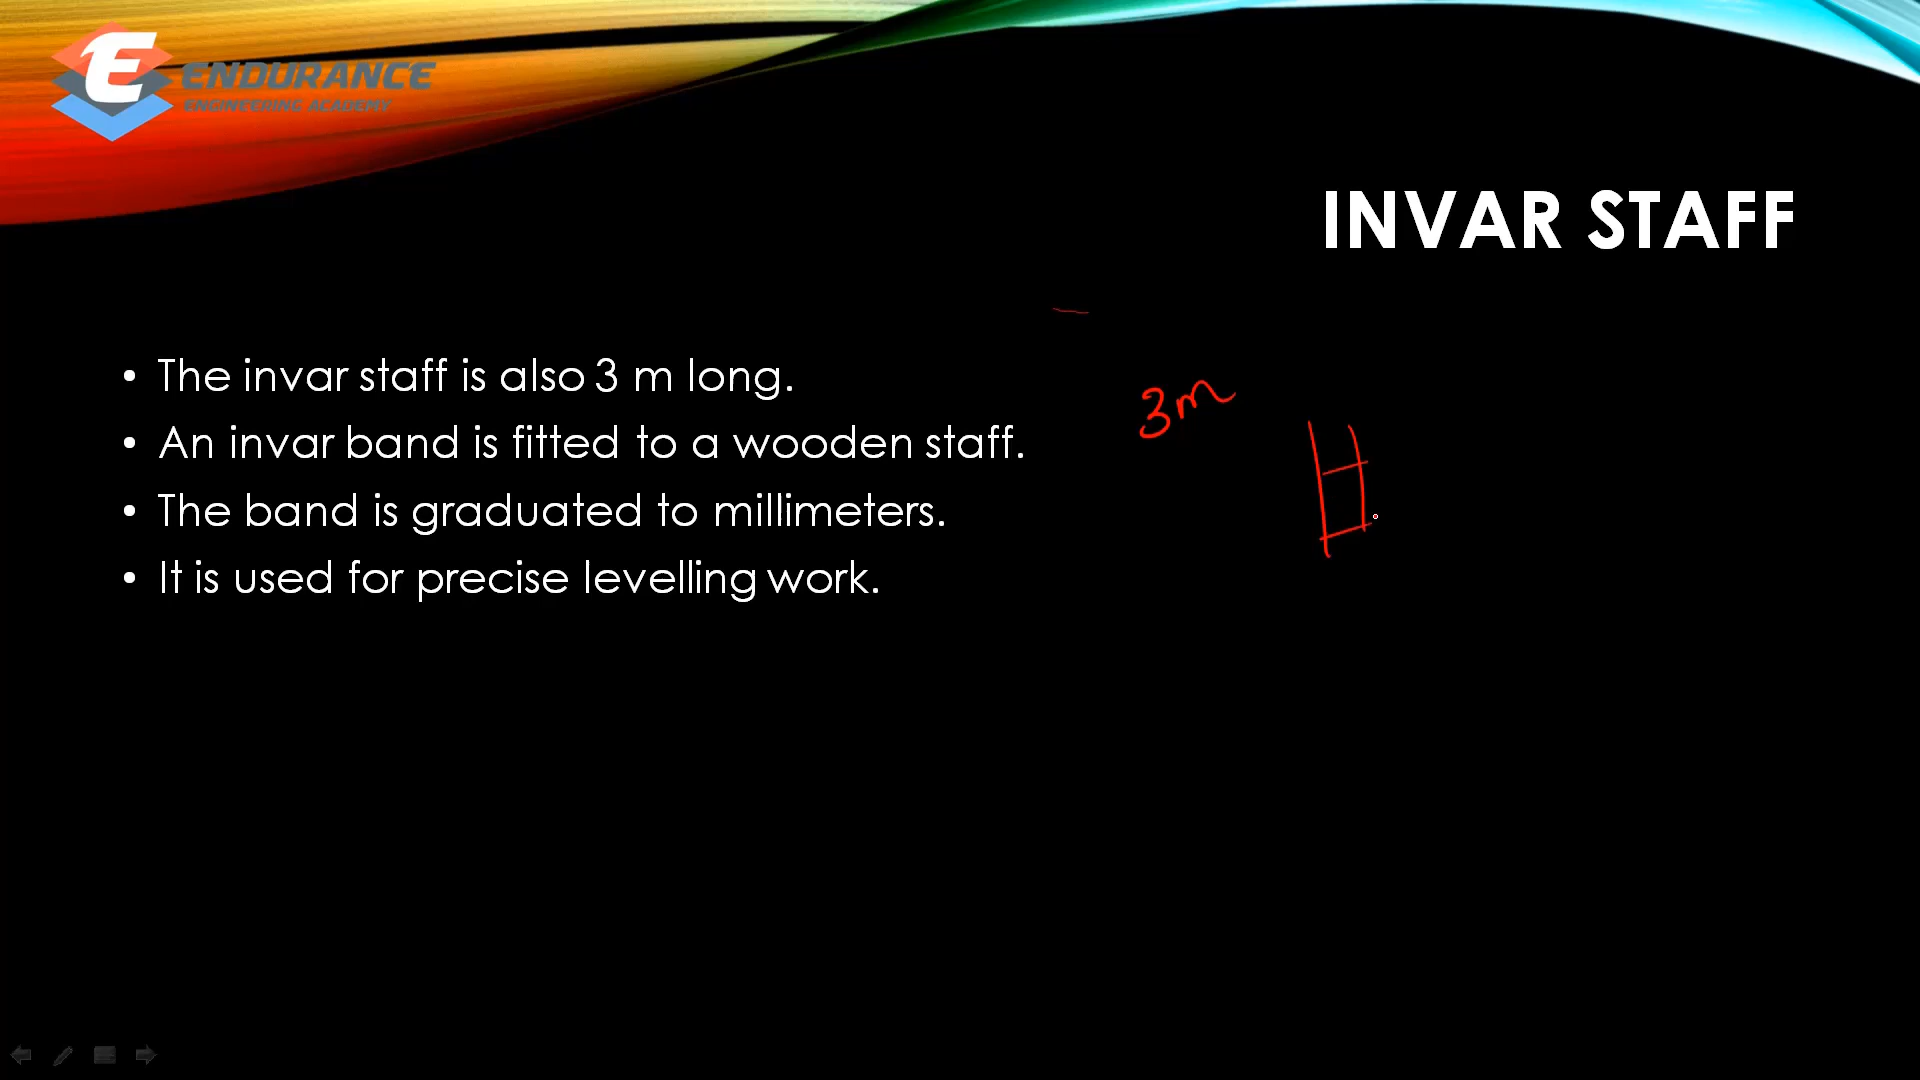 ENDURANCE
ENGINEERING ACADEMY
INVAR STAFF
• The invar staff is also 3 m long.
• An invar band is fitted to a wooden staff.
• The band is graduated to millimeters.
• It is used for precise levelling work.
3m